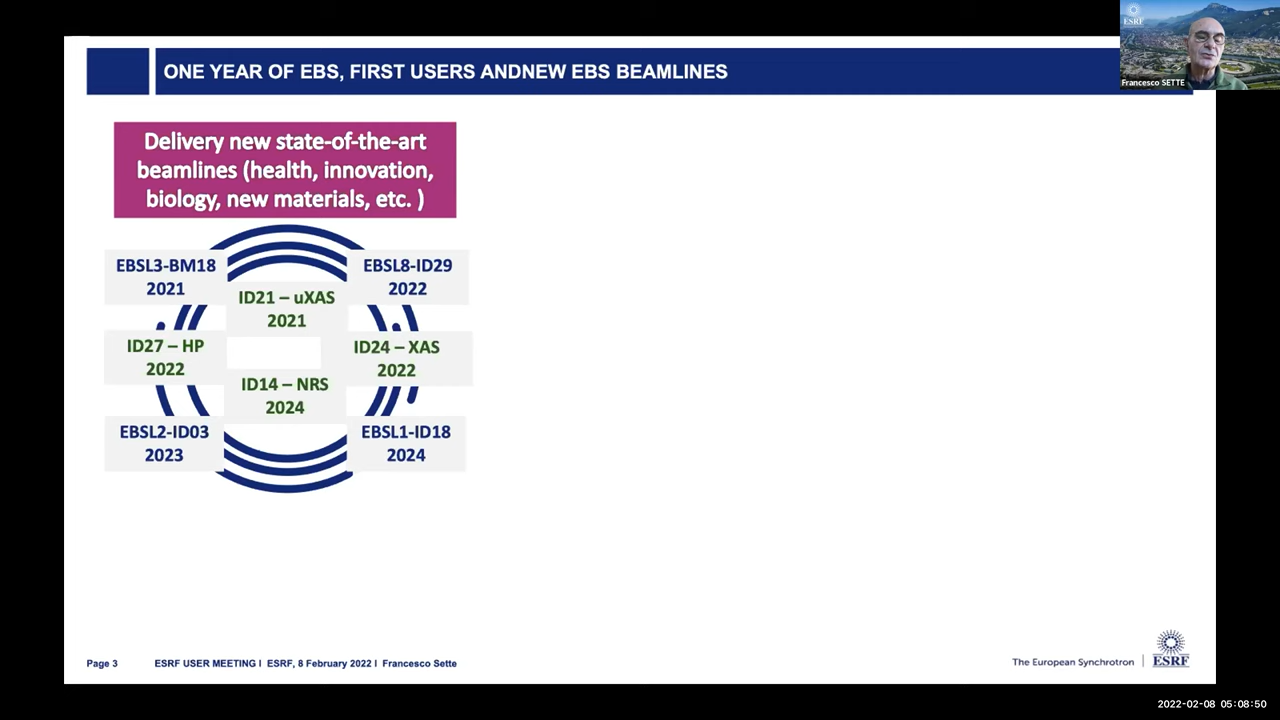 ESRF
Francesco SETTE
ONE YEAR OF EBS, FIRST USERS ANDNEW EBS BEAMLINES
Delivery new state-of-the-art
beamlines (health, innovation,
biology, new materials, etc. )
EBSL3-BM18
2021
EBSL8-ID29
2022
ID21 – uXAS
2021
ID27 – HP
2022
ID24 – XAS
2022
ID14 – NRS
2024
EBSL2-ID03
2023
EBSL1-ID18
2024
Page 3
ESRF USER MEETING I ESRF, 8 February 2022 I Francesco Sette
The European Synchrotron
ESRF
2022-02-08 05:08:50